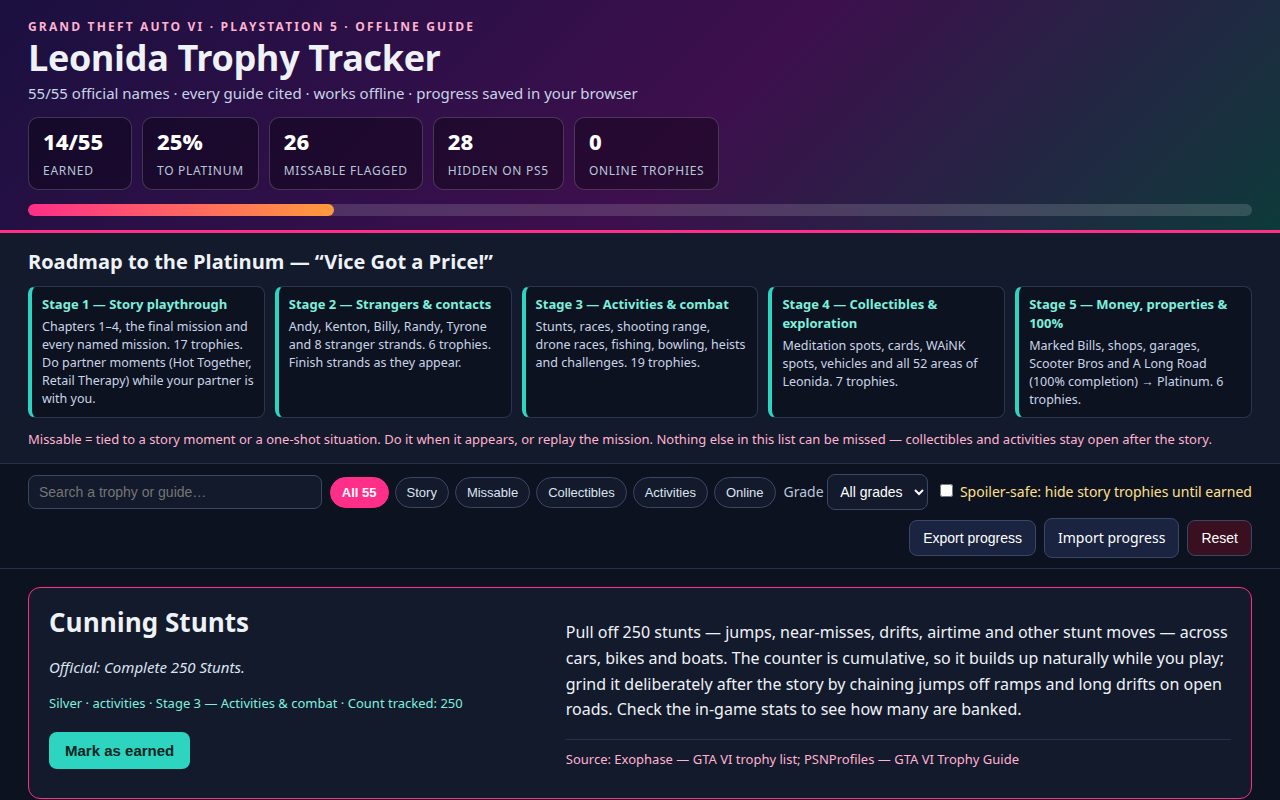 GRAND THEFT AUTO VI · PLAYSTATION 5 · OFFLINE GUIDE
Leonida Trophy Tracker
55/55 official names · every guide cited · works offline · progress saved in your browser
14/55
EARNED
25%
TO PLATINUM
26
MISSABLE FLAGGED
28
HIDDEN ON PS5
0
ONLINE TROPHIES
Roadmap to the Platinum — “Vice Got a Price!”
Stage 1 — Story playthrough
Chapters 1–4, the final mission and
every named mission. 17 trophies.
Do partner moments (Hot Together,
Retail Therapy) while your partner is
with you.
Stage 2 — Strangers & contacts
Andy, Kenton, Billy, Randy, Tyrone
and 8 stranger strands. 6 trophies.
Finish strands as they appear.
Stage 3 — Activities & combat
Stunts, races, shooting range,
drone races, fishing, bowling, heists
and challenges. 19 trophies.
Stage 4 — Collectibles &
exploration
Meditation spots, cards, WAiNK
spots, vehicles and all 52 areas of
Leonida. 7 trophies.
Stage 5 — Money, properties &
100%
Marked Bills, shops, garages,
Scooter Bros and A Long Road
(100% completion) → Platinum. 6
trophies.
Missable = tied to a story moment or a one-shot situation. Do it when it appears, or replay the mission. Nothing else in this list can be missed — collectibles and activities stay open after the story.
Search a trophy or guide…
All 55
Story
Missable
Collectibles
Activities
Online
Grade
All grades
Spoiler-safe: hide story trophies until earned
Export progress
Import progress
Reset
Cunning Stunts
Official: Complete 250 Stunts.
Silver · activities · Stage 3 — Activities & combat · Count tracked: 250
Mark as earned
Pull off 250 stunts — jumps, near-misses, drifts, airtime and other stunt moves — across
cars, bikes and boats. The counter is cumulative, so it builds up naturally while you play;
grind it deliberately after the story by chaining jumps off ramps and long drifts on open
roads. Check the in-game stats to see how many are banked.
Source: Exophase — GTA VI trophy list; PSNProfiles — GTA VI Trophy Guide